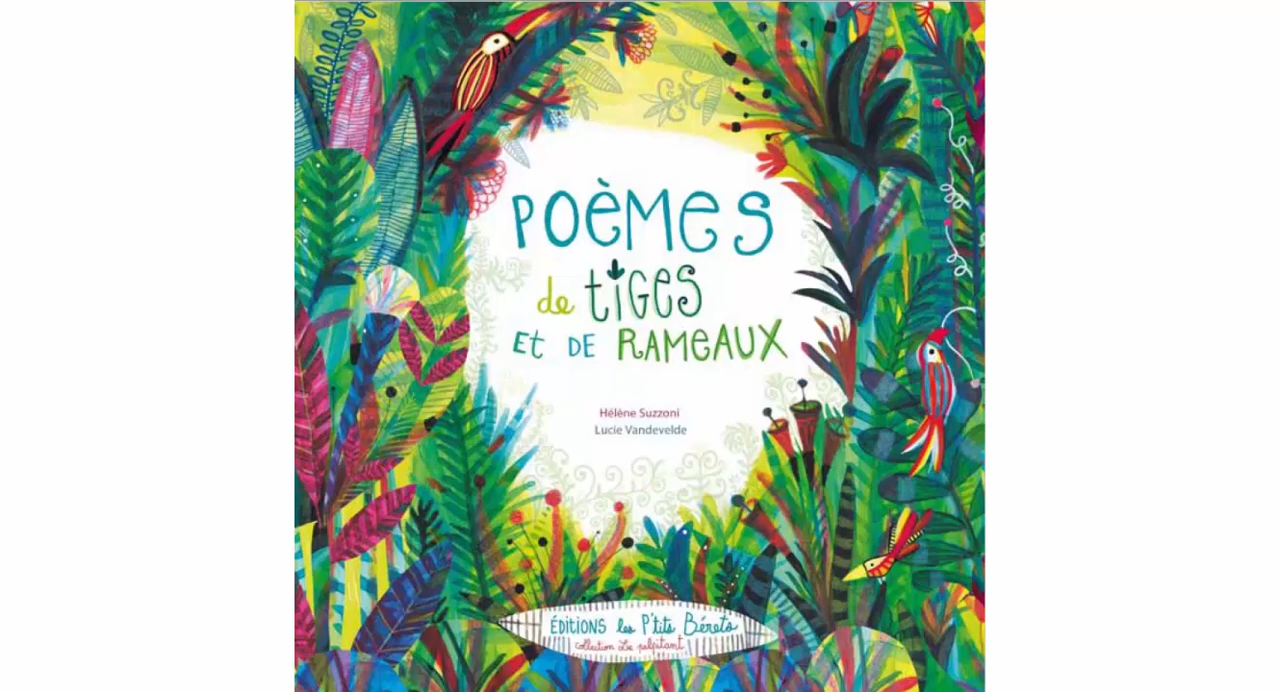 POÈMES
de tiGES
ET DE RAMEAUX
Hélène Suzzoni
Lucie Vandevelde
ÉDITIONS les P'tits Bérets
collection Le palpitant